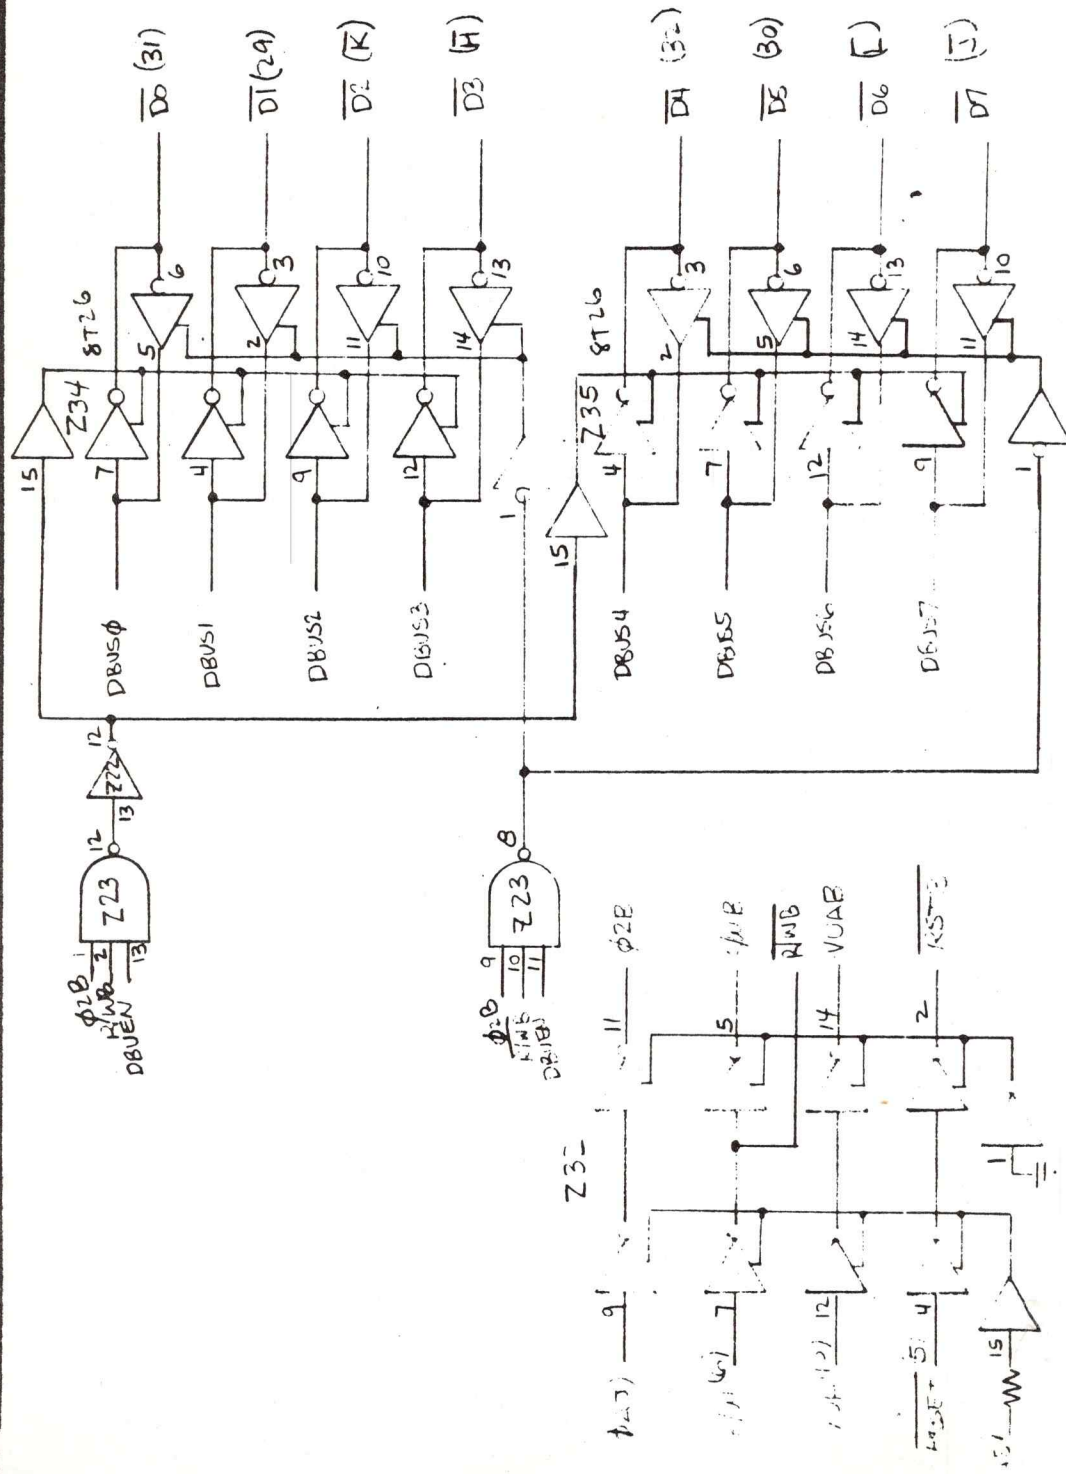 D0 (31)
D1 (29)
D2 (K)
D3 (H)
D4 (32)
D5 (30)
D6 (L)
D7 (J)
6
3
10
13
3
6
13
10
8T26
8T26
5
2
11
14
2
5
14
11
Z34
Z35
15
7
4
9
12
1
15
4
7
12
9
1
DBUSφ
DBUS1
DBUS2
DBUS3
DBUS4
DBUS5
DBUS6
DBUS7
12
Z22
13
12
Z23
1
2
13
φ2B
R/WB
DBUEN
8
Z23
9
10
11
φ2B
R/WB
φ2B
R/WB
VUAB
11
5
14
2
1
9
7
12
4
15